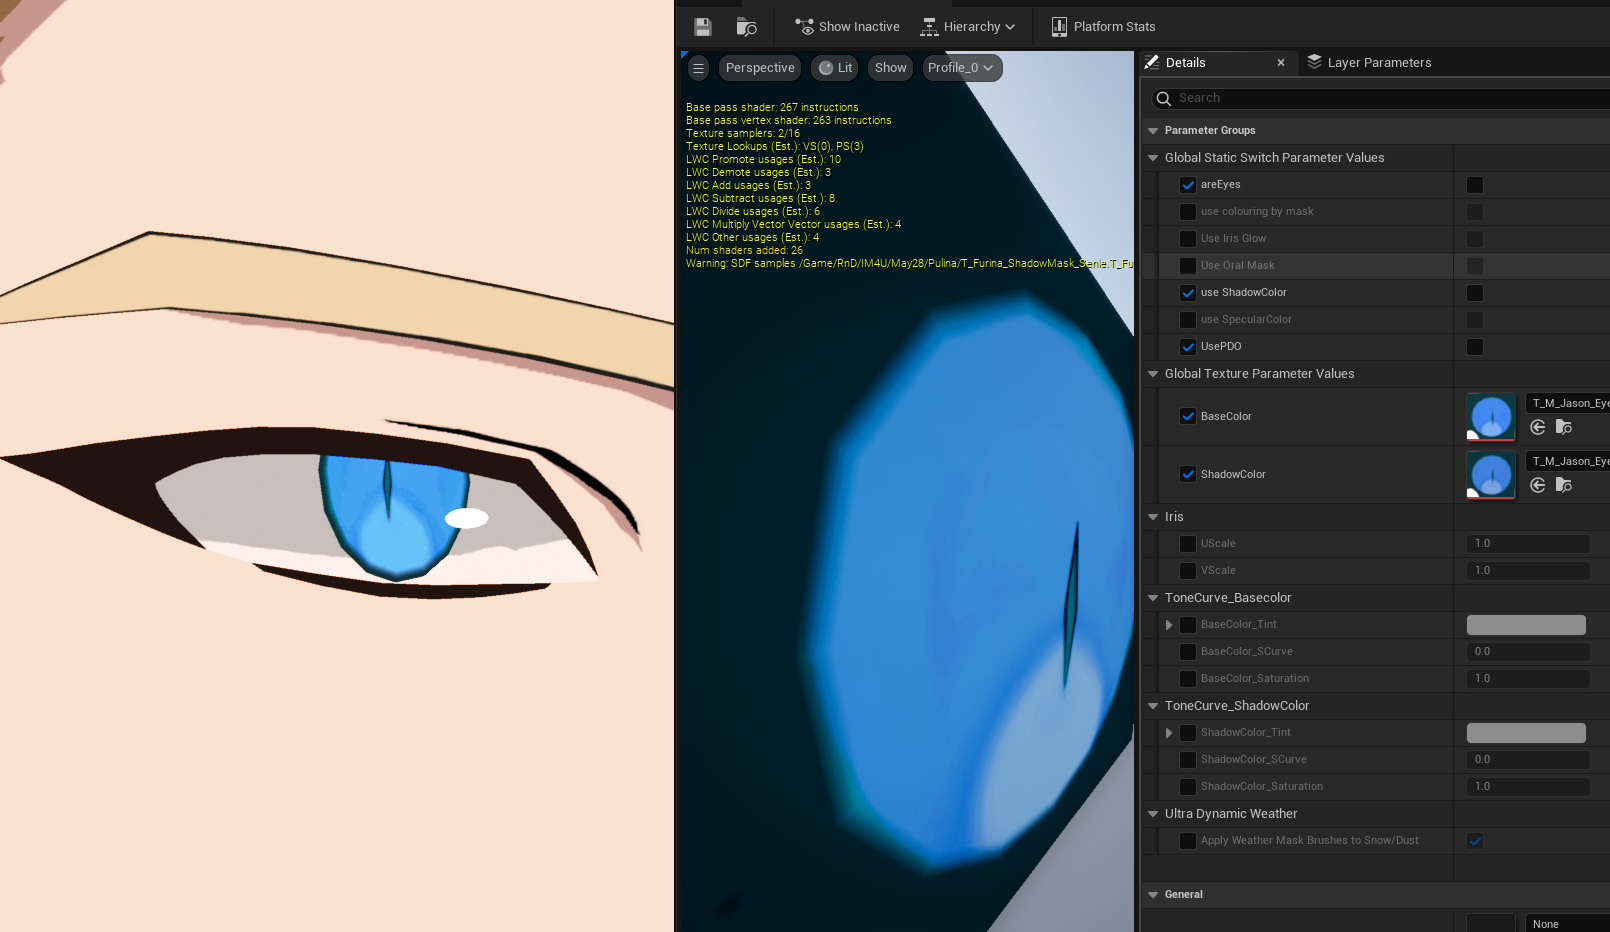 Show Inactive
Hierarchy
Platform Stats
Perspective
Lit
Show
Profile_0
Base pass shader: 267 instructions
Base pass vertex shader: 263 instructions
Texture samplers: 2/16
Texture Lookups (Est.): VS(0), PS(3)
LWC Promote usages (Est.): 10
LWC Demote usages (Est.): 3
LWC Add usages (Est.): 3
LWC Subtract usages (Est.): 8
LWC Divide usages (Est.): 6
LWC Multiply Vector Vector usages (Est.): 4
LWC Other usages (Est.): 4
Num shaders added: 26
Warning: SDF samples /Game/RnD/IM4U/May28/Pulina/T_Furina_ShadowMask_Senie.T_Fu
Details
Layer Parameters
Search
Parameter Groups
Global Static Switch Parameter Values
areEyes
use colouring by mask
Use Iris Glow
Use Oral Mask
use ShadowColor
use SpecularColor
UsePDO
Global Texture Parameter Values
BaseColor
T_M_Jason_Eye
ShadowColor
T_M_Jason_Eye
Iris
UScale 1.0
VScale 1.0
ToneCurve_Basecolor
BaseColor_Tint
BaseColor_SCurve 0.0
BaseColor_Saturation 1.0
ToneCurve_ShadowColor
ShadowColor_Tint
ShadowColor_SCurve 0.0
ShadowColor_Saturation 1.0
Ultra Dynamic Weather
Apply Weather Mask Brushes to Snow/Dust
General
None